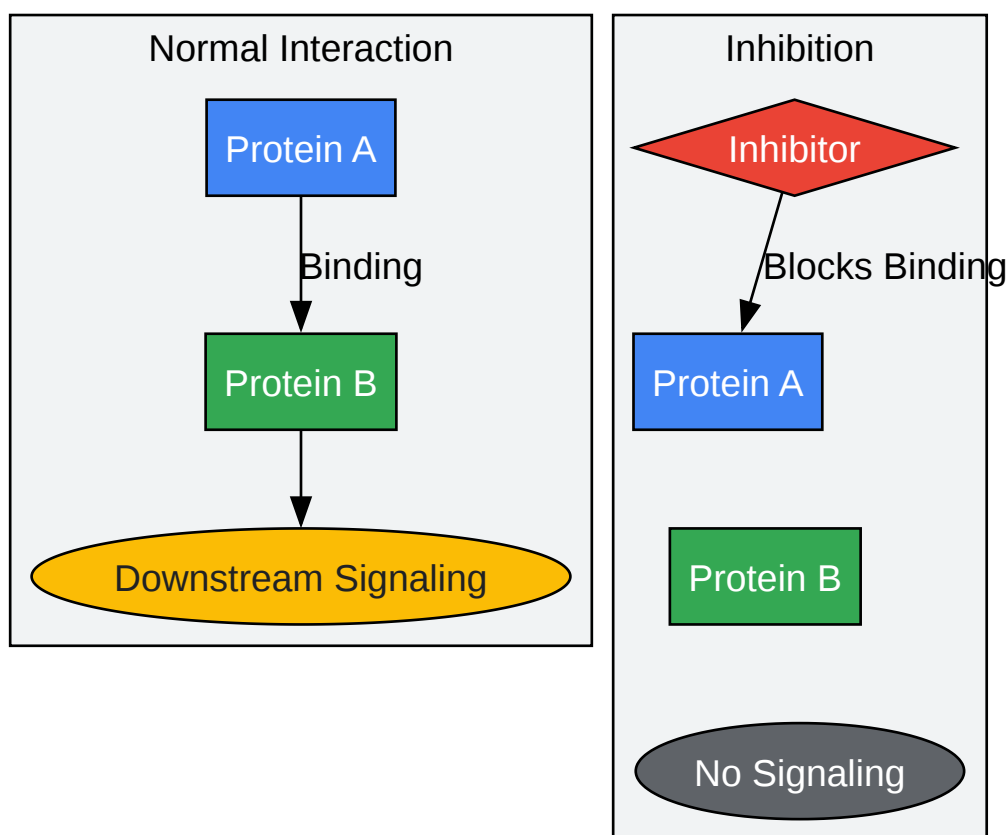 Normal Interaction
Protein A
Binding
Protein B
Downstream Signaling
Inhibition
Inhibitor
Blocks Binding
Protein A
Protein B
No Signaling